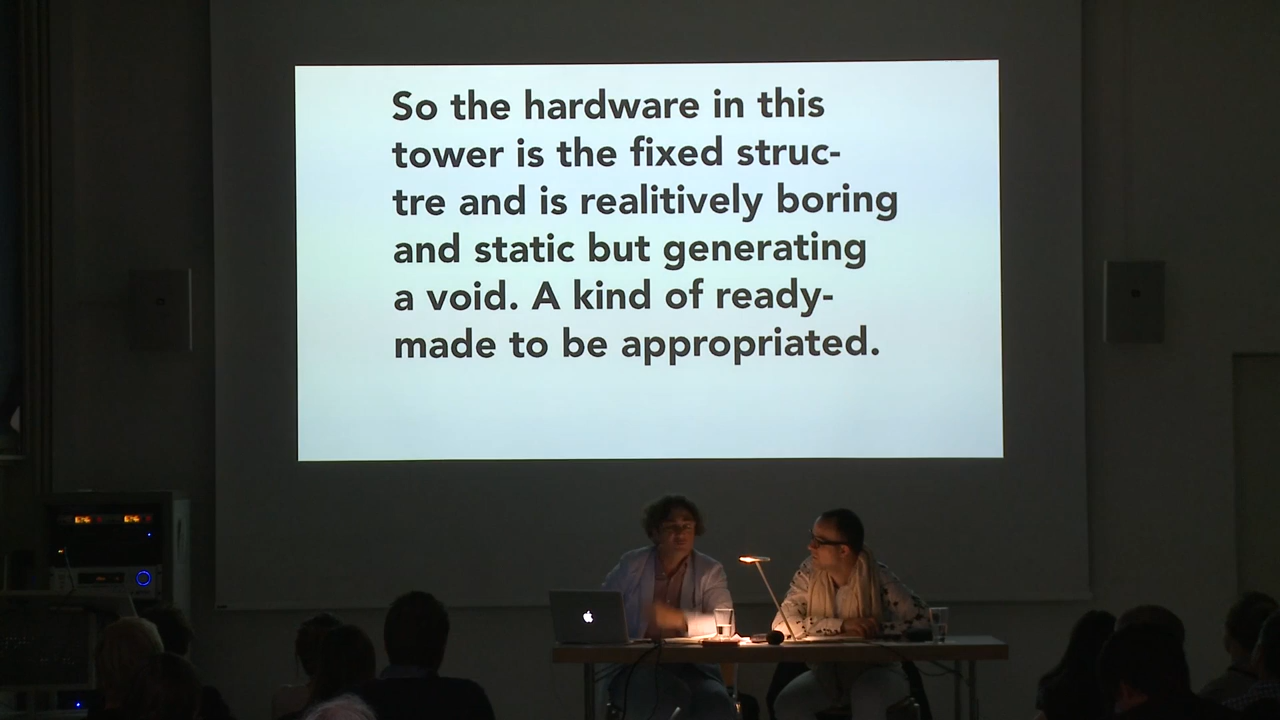 So the hardware in this
tower is the fixed struc-
tre and is realitively boring
and static but generating
a void. A kind of ready-
made to be appropriated.